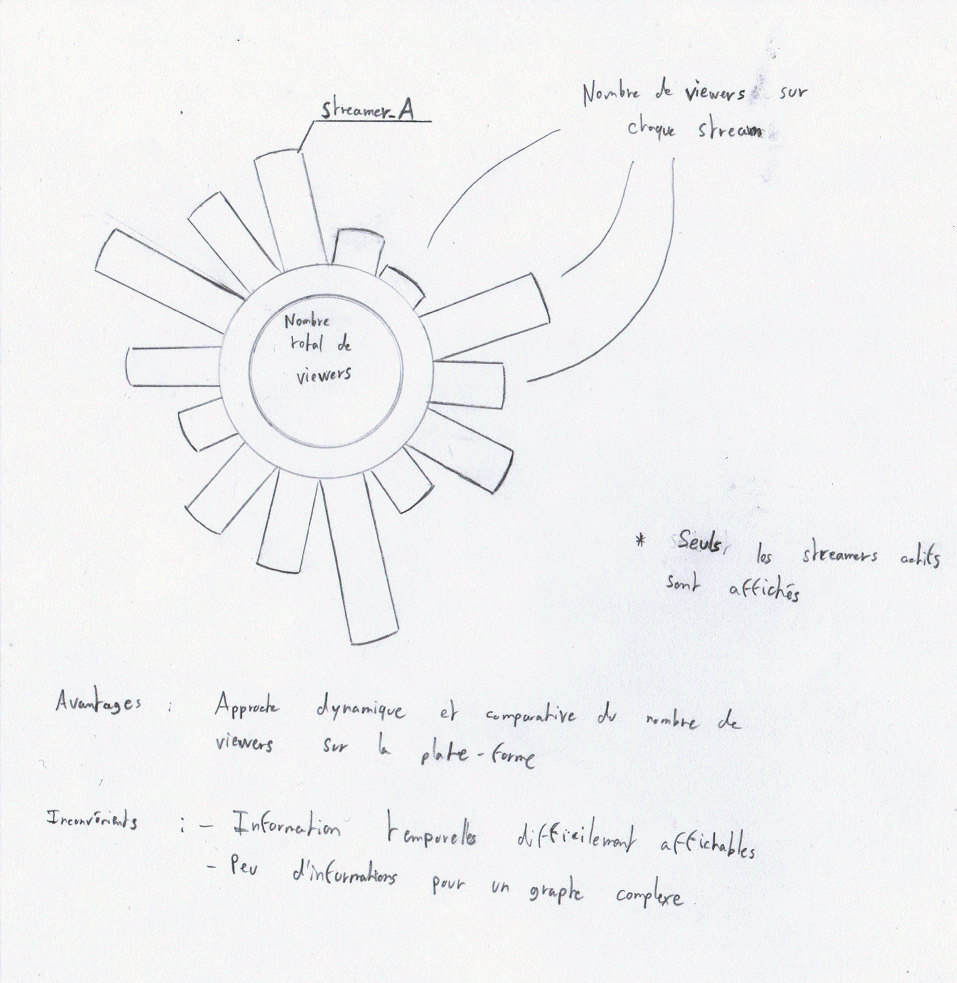 streamer_A
Nombre de viewers sur
chaque stream
Nombre
total de
viewers
* Seuls, les streamers actifs
sont affichés
Avantages : Approche dynamique et comparative du nombre de
viewers sur la plate-forme
Inconvénients : - Information temporelles difficilement affichables
- Peu d'informations pour un graphe complexe.